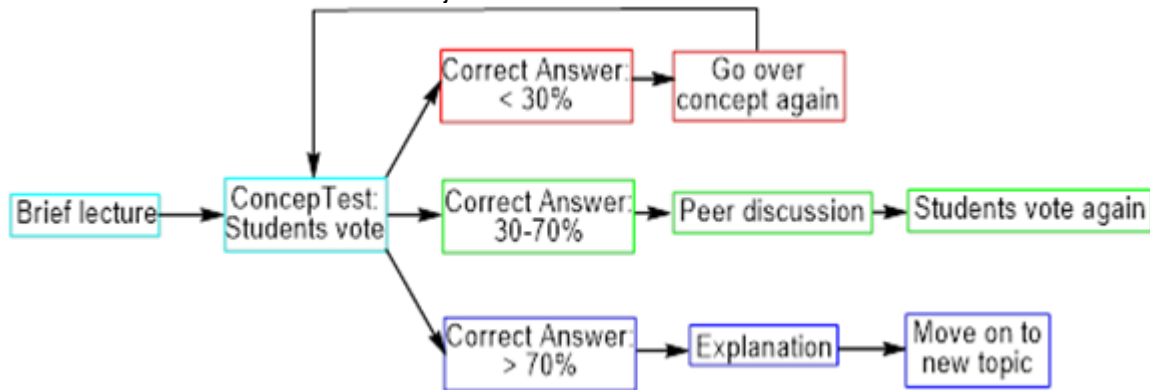 Correct Answer:
< 30%
Go over
concept again
Brief lecture
ConcepTest:
Students vote
Correct Answer:
30-70%
Peer discussion
Students vote again
Correct Answer:
> 70%
Explanation
Move on to
new topic